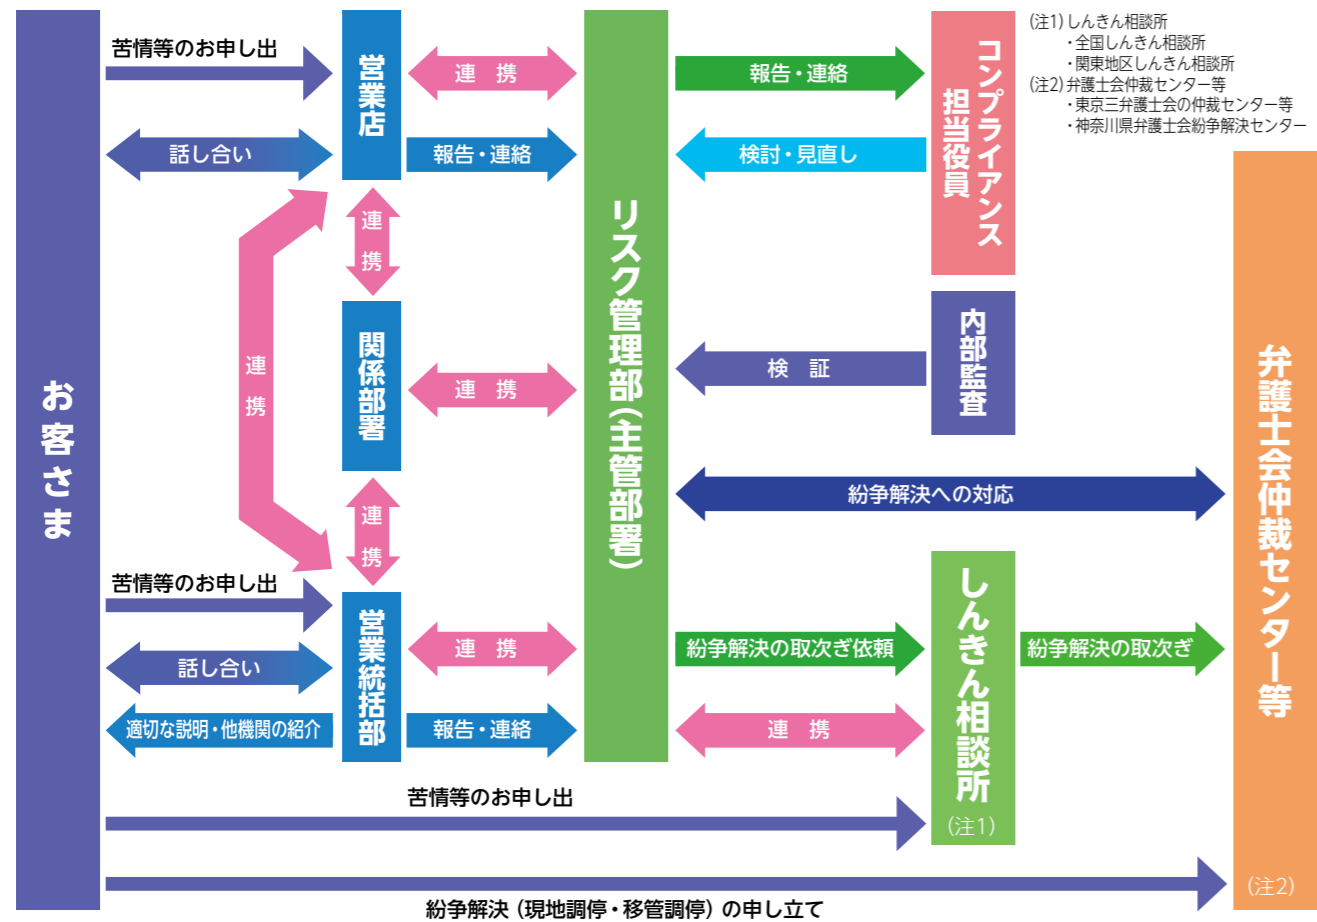 お客さま
苦情等のお申し出
話し合い
営業店
連 携
報告・連絡
連 携
連 携
関係部署
連 携
連 携
苦情等のお申し出
話し合い
適切な説明・他機関の紹介
営業統括部
連 携
報告・連絡
リスク管理部(主管部署)
報告・連絡
検討・見直し
コンプライアンス
担当役員
検 証
内部監査
紛争解決への対応
紛争解決の取次ぎ依頼
連 携
しんきん相談所
(注1)
紛争解決の取次ぎ
弁護士会仲裁センター等
(注2)
苦情等のお申し出
紛争解決(現地調停・移管調停)の申し立て
(注1)しんきん相談所
・全国しんきん相談所
・関東地区しんきん相談所
(注2)弁護士会仲裁センター等
・東京三弁護士会の仲裁センター等
・神奈川県弁護士会紛争解決センター